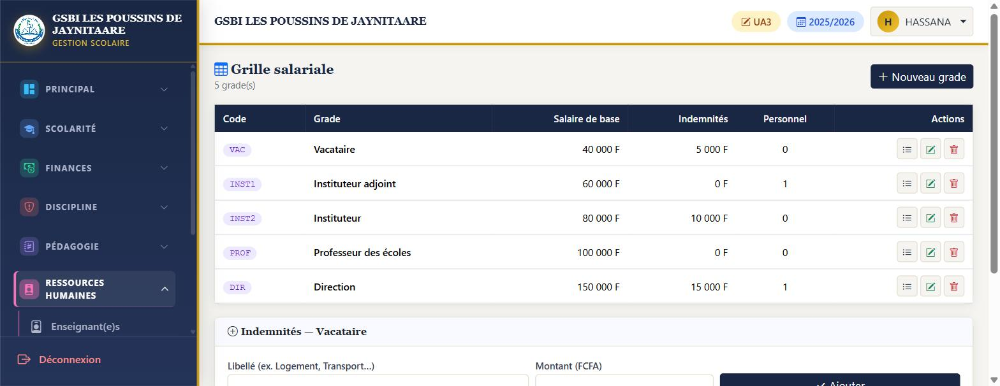 GSBI LES POUSSINS DE
JAYNITAARE
GESTION SCOLAIRE
PRINCIPAL
SCOLARITÉ
FINANCES
DISCIPLINE
PÉDAGOGIE
RESSOURCES
HUMAINES
Enseignant(e)s
Déconnexion
GSBI LES POUSSINS DE JAYNITAARE
UA3
2025/2026
H
HASSANA
Grille salariale
5 grade(s)
+ Nouveau grade
Code Grade Salaire de base Indemnités Personnel Actions
VAC Vacataire 40 000 F 5 000 F 0
INST1 Instituteur adjoint 60 000 F 0 F 1
INST2 Instituteur 80 000 F 10 000 F 0
PROF Professeur des écoles 100 000 F 0 F 0
DIR Direction 150 000 F 15 000 F 1
Indemnités — Vacataire
Libellé (ex. Logement, Transport...) Montant (FCFA)
Ajouter